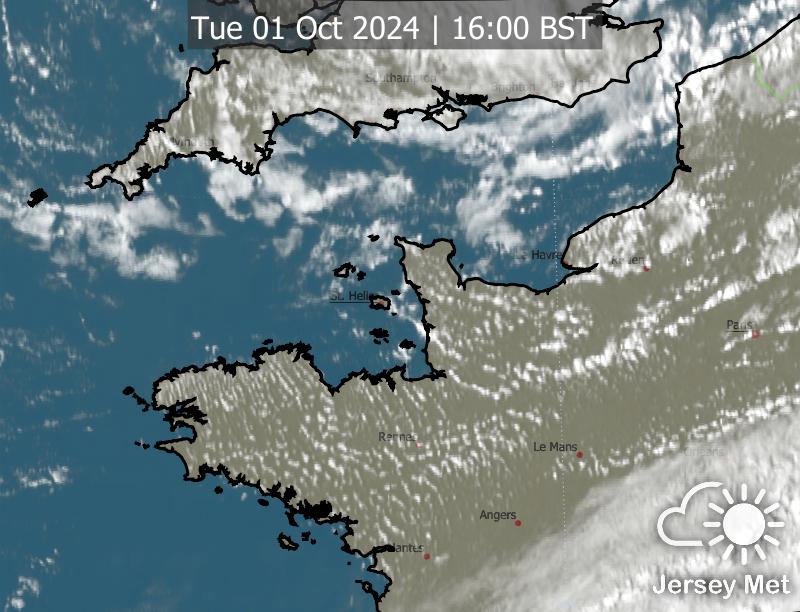 Tue 01 Oct 2024 | 16:00 BST
Southampton
Le Havre
Rouen
St. Helier
Paris
Rennes
Le Mans
Orleans
Angers
Nantes
Jersey Met